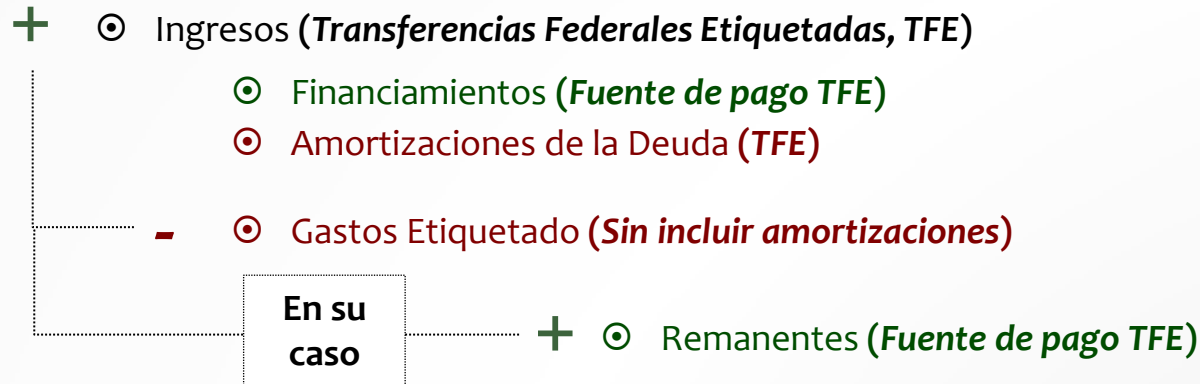 + ⊙ Ingresos (Transferencias Federales Etiquetadas, TFE)
⊙ Financiamientos (Fuente de pago TFE)
⊙ Amortizaciones de la Deuda (TFE)
- ⊙ Gastos Etiquetado (Sin incluir amortizaciones)
En su
caso
+ ⊙ Remanentes (Fuente de pago TFE)